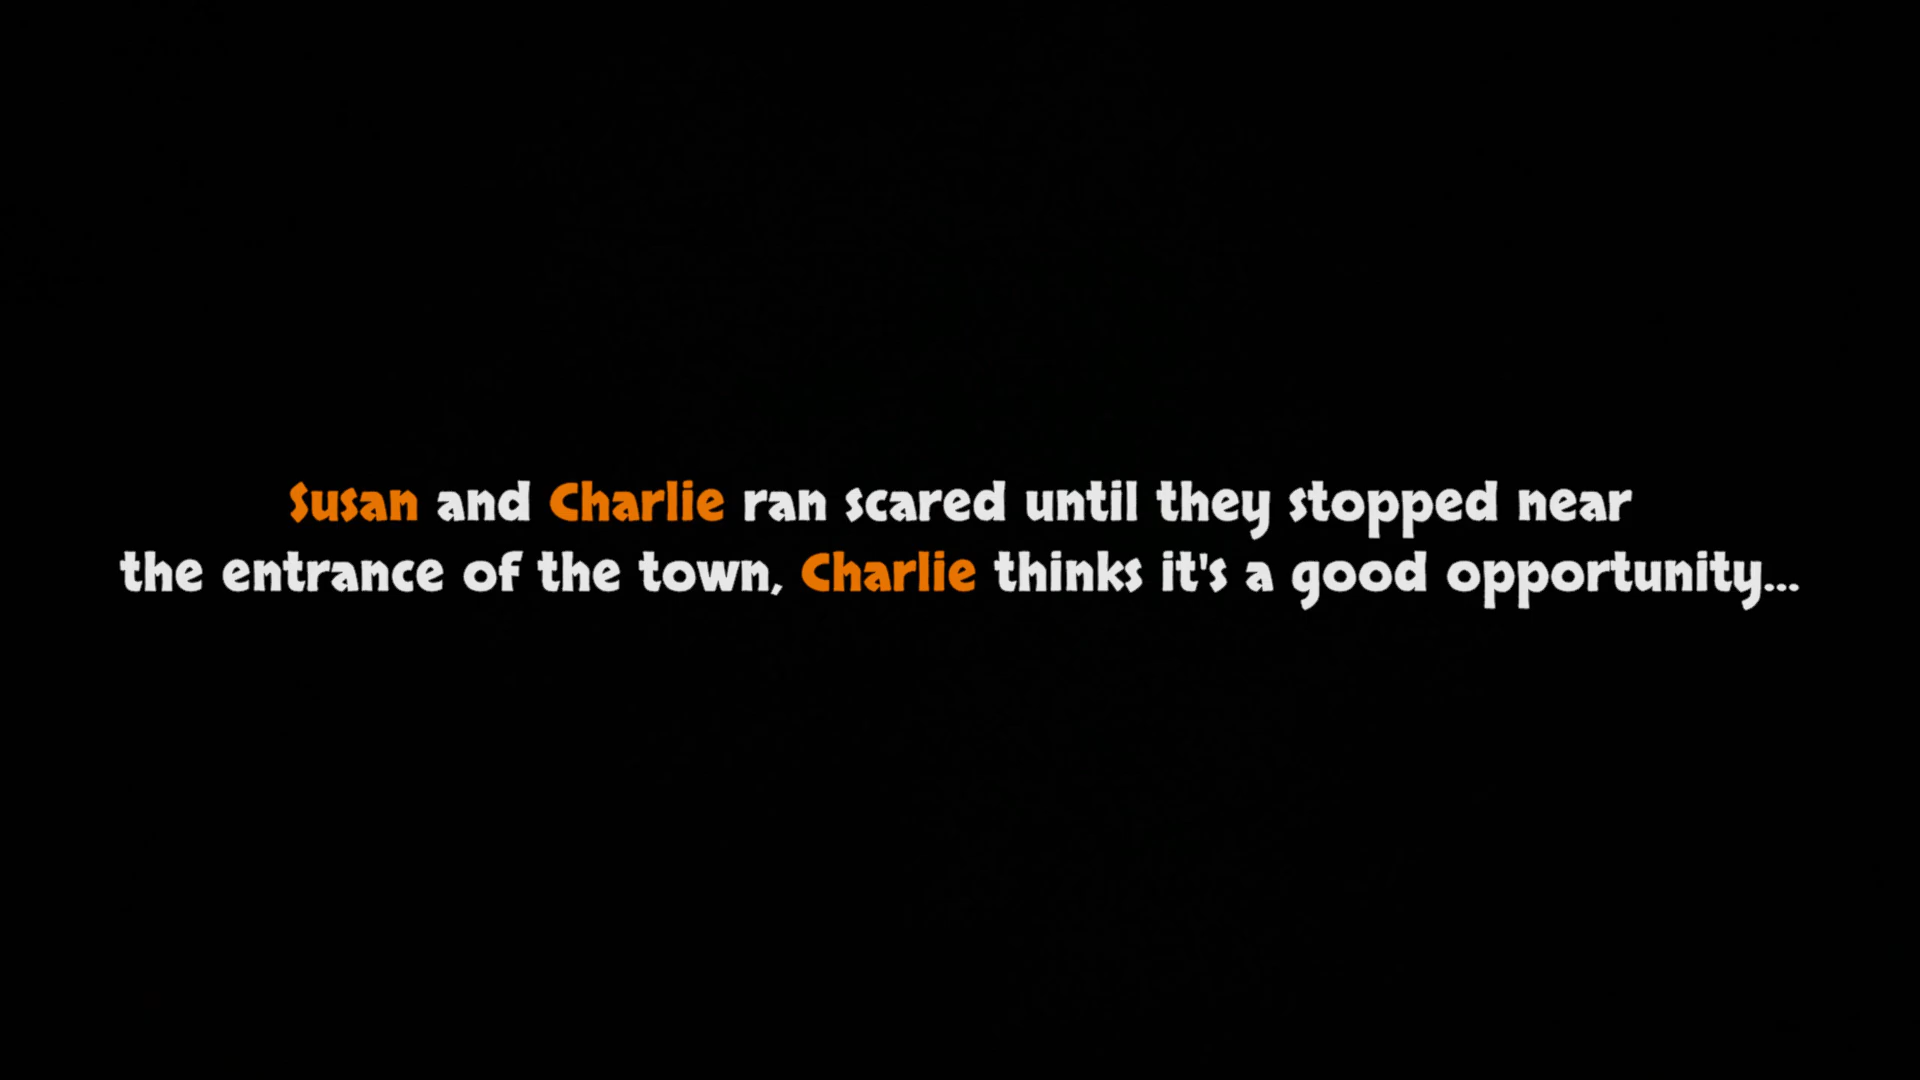 Susan and Charlie ran scared until they stopped near
the entrance of the town, Charlie thinks it's a good opportunity...